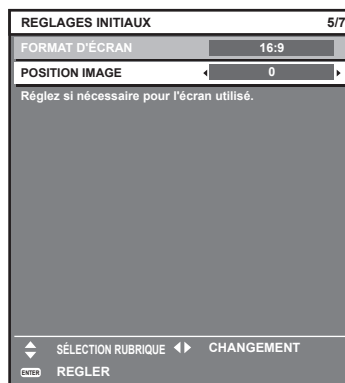 REGLAGES INITIAUX 5/7
FORMAT D'ÉCRAN 16:9
POSITION IMAGE 0
Réglez si nécessaire pour l'écran utilisé.
SÉLECTION RUBRIQUE CHANGEMENT
ENTER REGLER